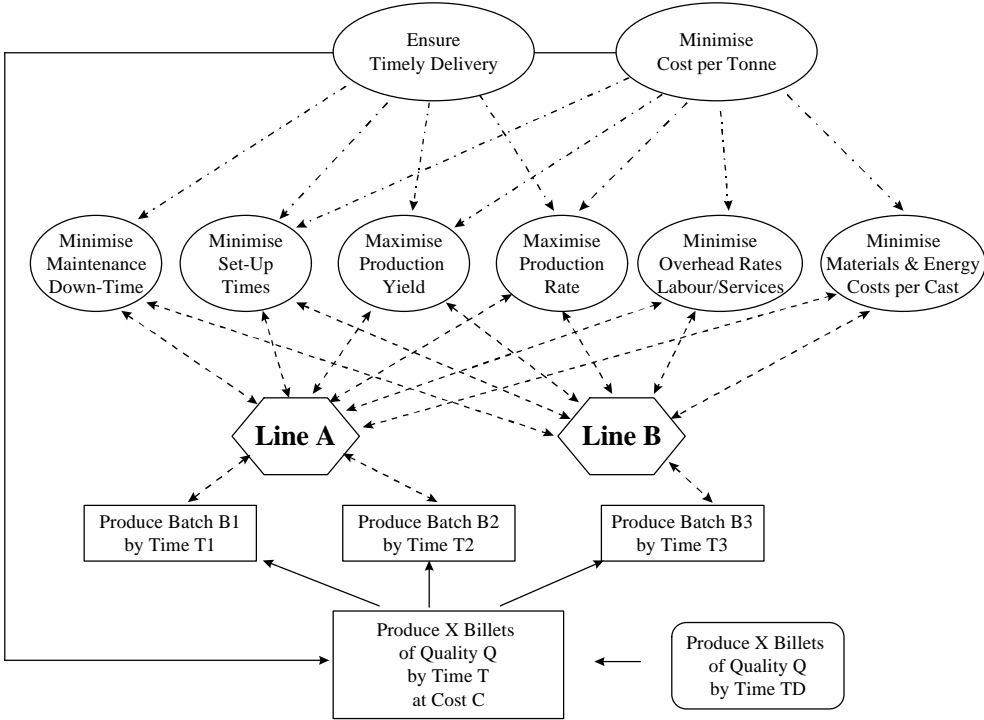 Ensure
Timely Delivery
Minimise
Cost per Tonne
Minimise
Maintenance
Down-Time
Minimise
Set-Up
Times
Maximise
Production
Yield
Maximise
Production
Rate
Minimise
Overhead Rates
Labour/Services
Minimise
Materials & Energy
Costs per Cast
Line A
Line B
Produce Batch B1
by Time T1
Produce Batch B2
by Time T2
Produce Batch B3
by Time T3
Produce X Billets
of Quality Q
by Time T
at Cost C
Produce X Billets
of Quality Q
by Time TD